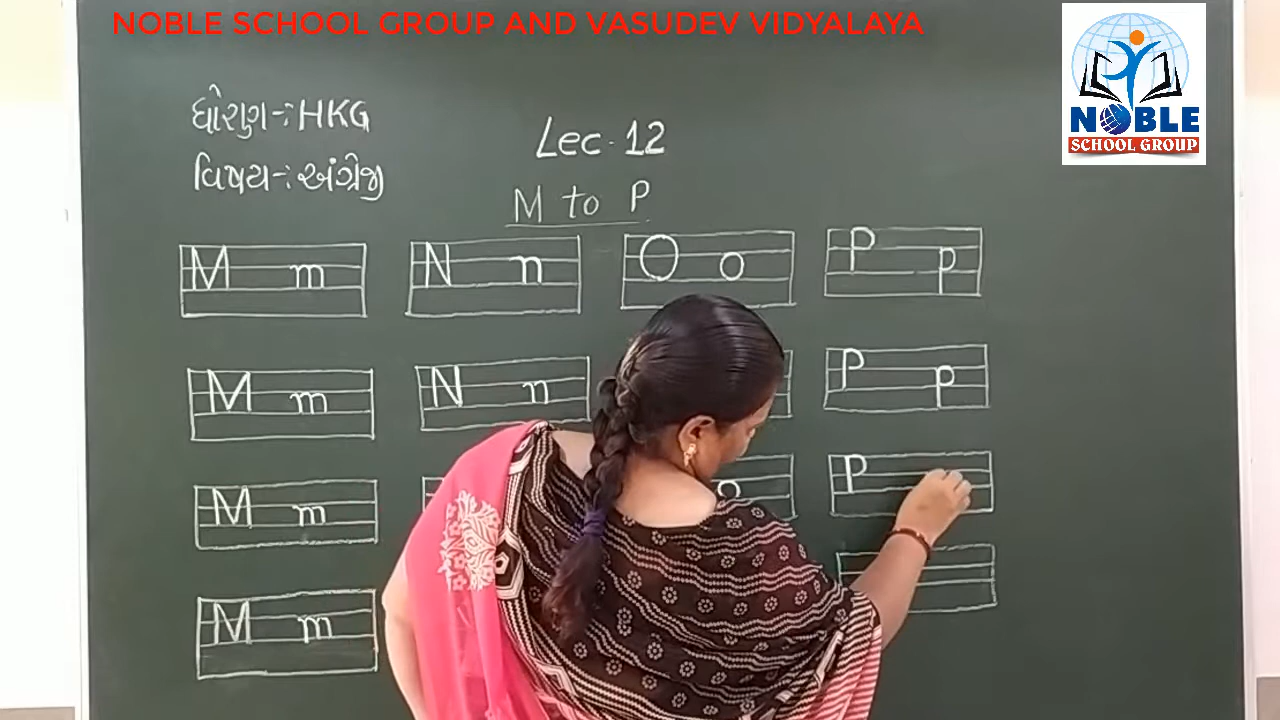 NOBLE SCHOOL GROUP AND VASUDEV VIDYALAYA
NOBLE
SCHOOL GROUP
ધોરણ-: HKG
વિષય-: અંગ્રેજી
Lec-12
M to P
M m N n O o P p
M m N n P p
M m o P
M m